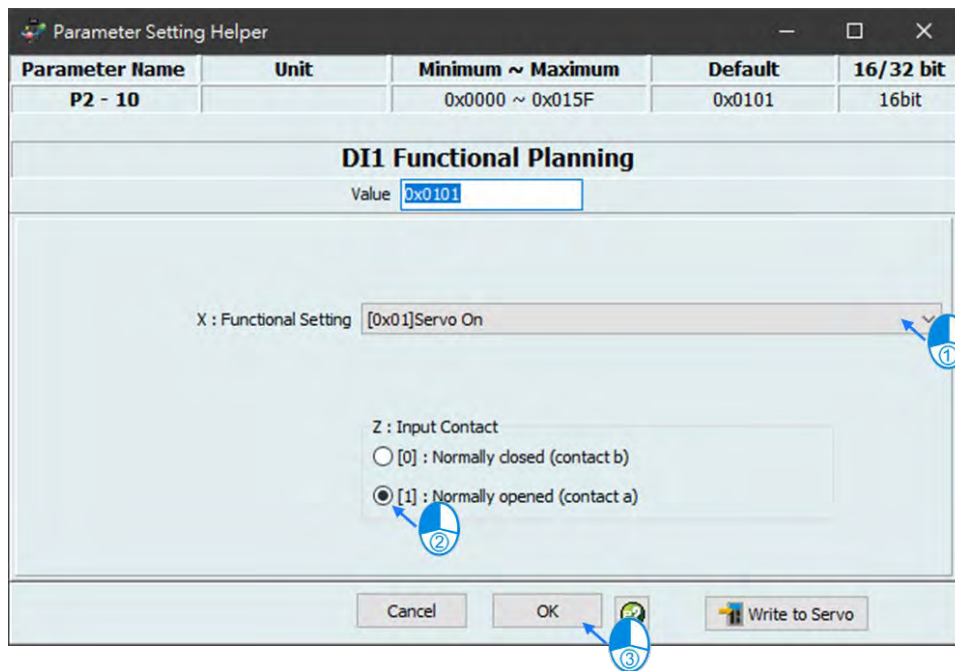 Parameter Setting Helper
Parameter Name Unit Minimum ~ Maximum Default 16/32 bit
P2 - 10 0x0000 ~ 0x015F 0x0101 16bit
DI1 Functional Planning
Value 0x0101
X : Functional Setting [0x01]Servo On
①
Z : Input Contact
[0] : Normally closed (contact b)
[1] : Normally opened (contact a)
②
Cancel OK Write to Servo
③